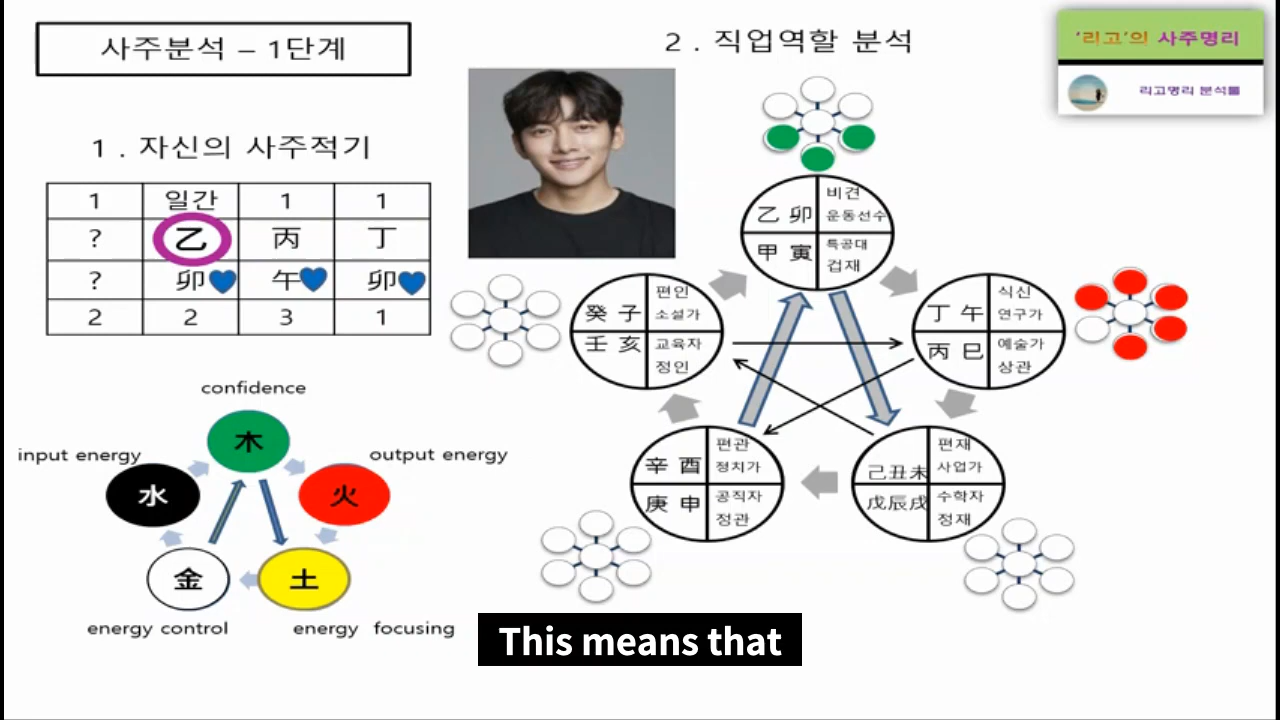 사주분석 – 1단계
2 . 직업역할 분석
'리고'의 사주명리
리고명리 분석틀
1 . 자신의 사주적기
1 일간 1 1
? 乙 丙 丁
? 卯 午 卯
2 2 3 1
乙 卯
비견
운동선수
甲 寅
특공대
겁재
癸 子
편인
소설가
壬 亥
교육자
정인
丁 午
식신
연구가
丙 巳
예술가
상관
辛 酉
편관
정치가
庚 申
공직자
정관
己丑未
편재
사업가
戊辰戌
수학자
정재
confidence
木
input energy
output energy
水
火
金
土
energy control
energy focusing
This means that